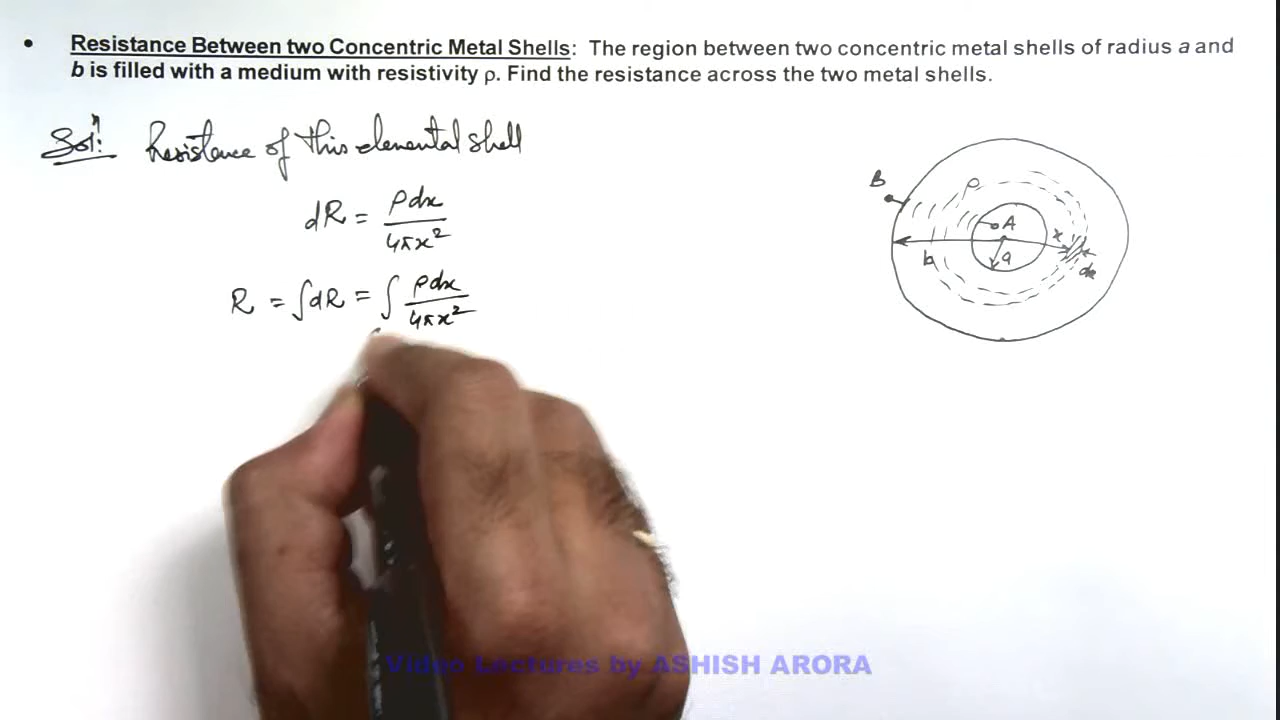 • Resistance Between two Concentric Metal Shells: The region between two concentric metal shells of radius a and
b is filled with a medium with resistivity ρ. Find the resistance across the two metal shells.
Solⁿ: Resistance of this elemental shell
dR = ρdx / 4πx²
R = ∫dR = ∫ ρdx / 4πx²
B
ρ
A
x
b
a
dx
Video Lectures by ASHISH ARORA